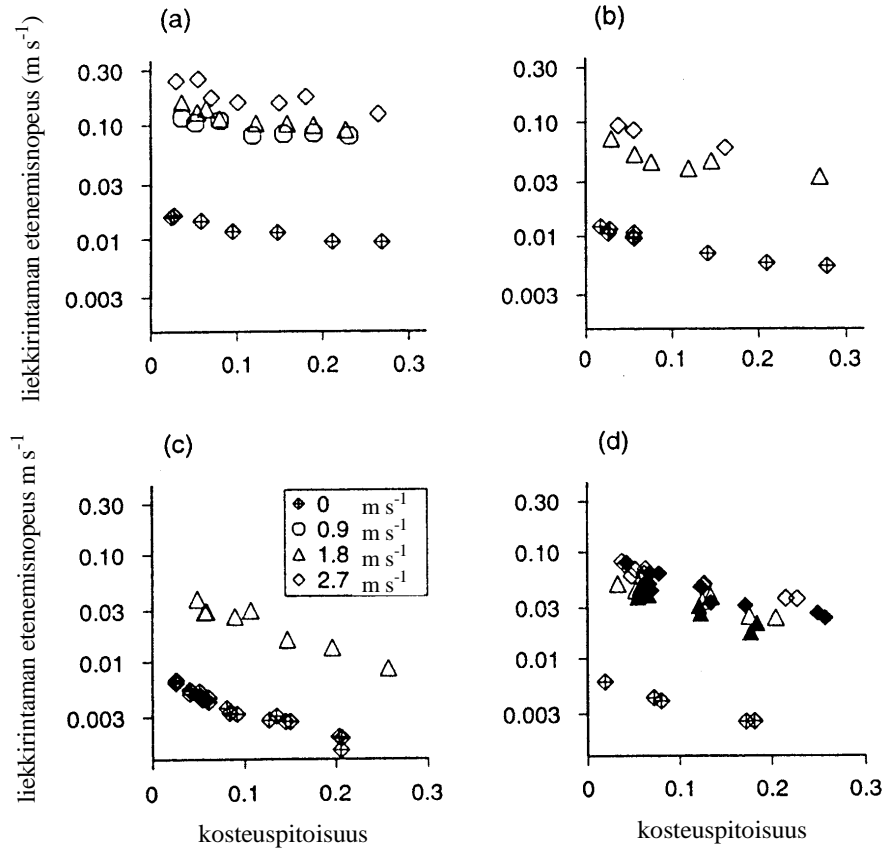 (a)
liekkirintaman etenemisnopeus (m s⁻¹)
0.30
0.10
0.03
0.01
0.003
0 0.1 0.2 0.3
(b)
0.30
0.10
0.03
0.01
0.003
0 0.1 0.2 0.3
(c)
liekkirintaman etenemisnopeus m s⁻¹
0.30
0.10
0.03
0.01
0.003
0 m s⁻¹
0.9 m s⁻¹
1.8 m s⁻¹
2.7 m s⁻¹
0 0.1 0.2 0.3
kosteuspitoisuus
(d)
0.30
0.10
0.03
0.01
0.003
0 0.1 0.2 0.3
kosteuspitoisuus